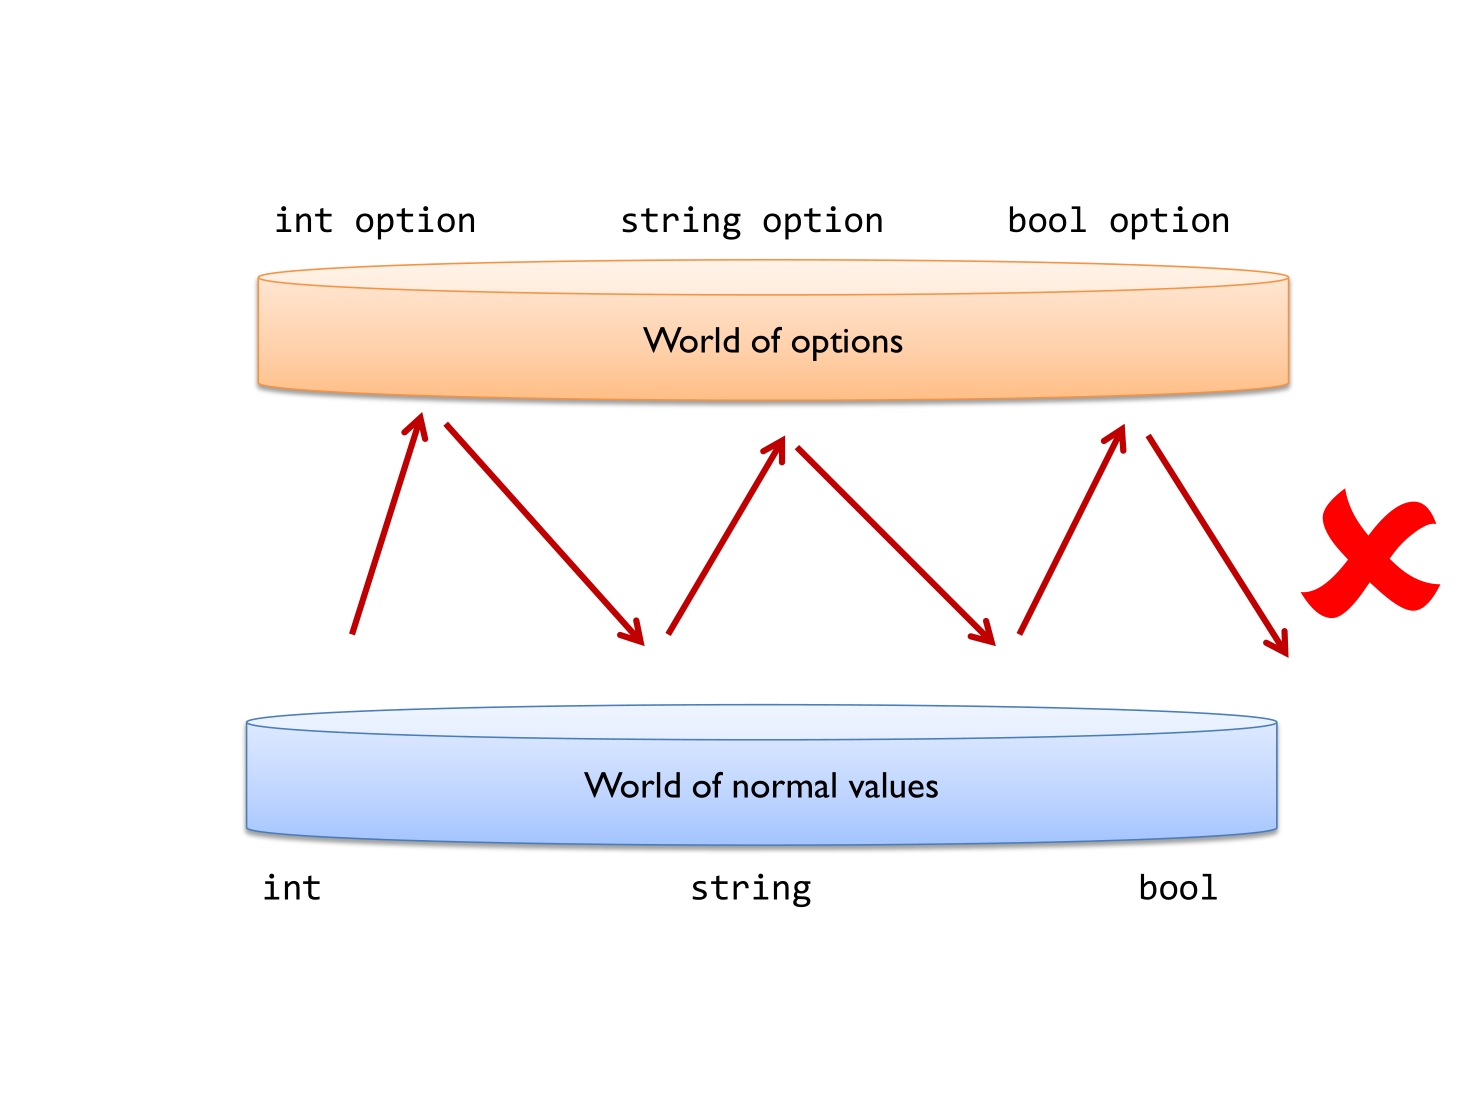 int option string option bool option
World of options
World of normal values
int string bool